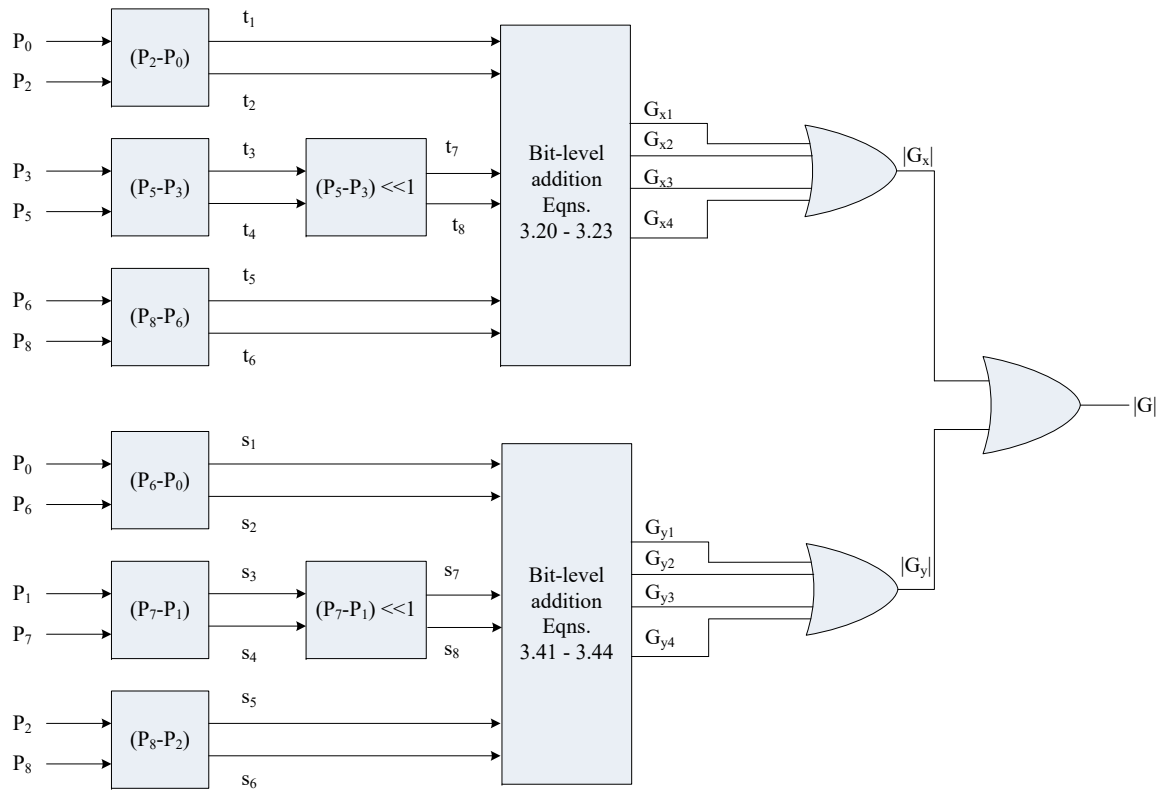 P0
P2
(P2-P0)
t1
t2
P3
P5
(P5-P3)
t3
t4
(P5-P3) <<1
t7
t8
P6
P8
(P8-P6)
t5
t6
Bit-level
addition
Eqns.
3.20 - 3.23
Gx1
Gx2
Gx3
Gx4
|Gx|
P0
P6
(P6-P0)
s1
s2
P1
P7
(P7-P1)
s3
s4
(P7-P1) <<1
s7
s8
P2
P8
(P8-P2)
s5
s6
Bit-level
addition
Eqns.
3.41 - 3.44
Gy1
Gy2
Gy3
Gy4
|Gy|
|G|